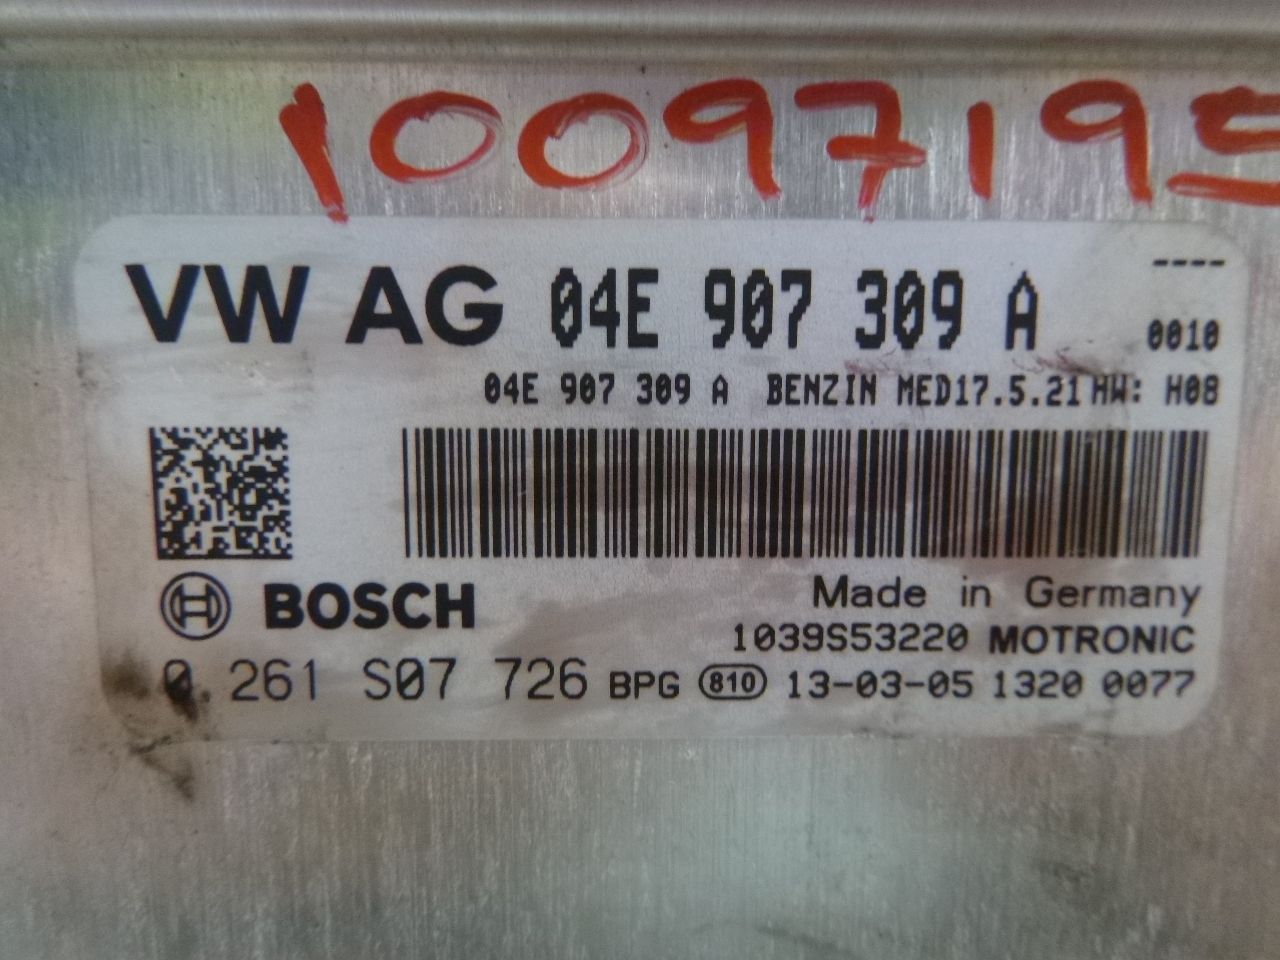 10097195
VW AG 04E 907 309 A ----
0010
04E 907 309 A BENZIN MED17.5.21 HW: H08
BOSCH Made in Germany
1039S53220 MOTRONIC
0 261 S07 726 BPG 810 13-03-05 1320 0077